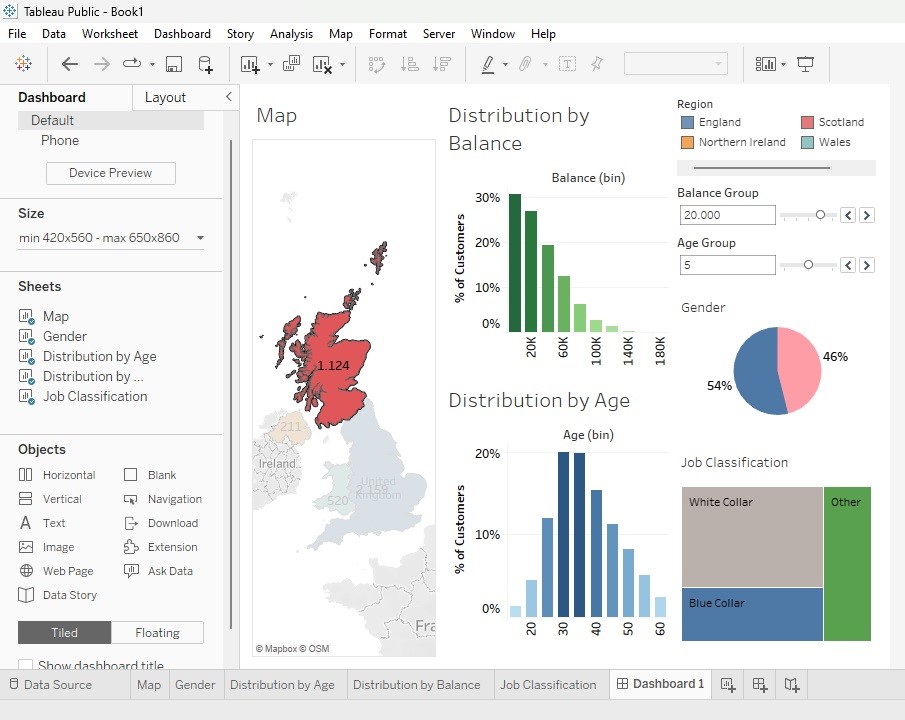 Tableau Public - Book1
File Data Worksheet Dashboard Story Analysis Map Format Server Window Help
Dashboard Layout
Default
Phone
Device Preview
Size
min 420x560 - max 650x860
Sheets
Map
Gender
Distribution by Age
Distribution by ...
Job Classification
Objects
Horizontal Blank
Vertical Navigation
Text Download
Image Extension
Web Page Ask Data
Data Story
Tiled Floating
Show dashboard title
Map
1.124
211
Ireland
United
Kingdom
520
Fra
© Mapbox © OSM
Distribution by
Balance
Balance (bin)
% of Customers
30%
20%
10%
0%
20K 60K 100K 140K 180K
Distribution by Age
Age (bin)
% of Customers
20%
10%
0%
20 30 40 50 60
Region
England Scotland
Northern Ireland Wales
Balance Group
20.000
Age Group
5
Gender
46%
54%
Job Classification
White Collar Other
Blue Collar
Data Source Map Gender Distribution by Age Distribution by Balance Job Classification Dashboard 1